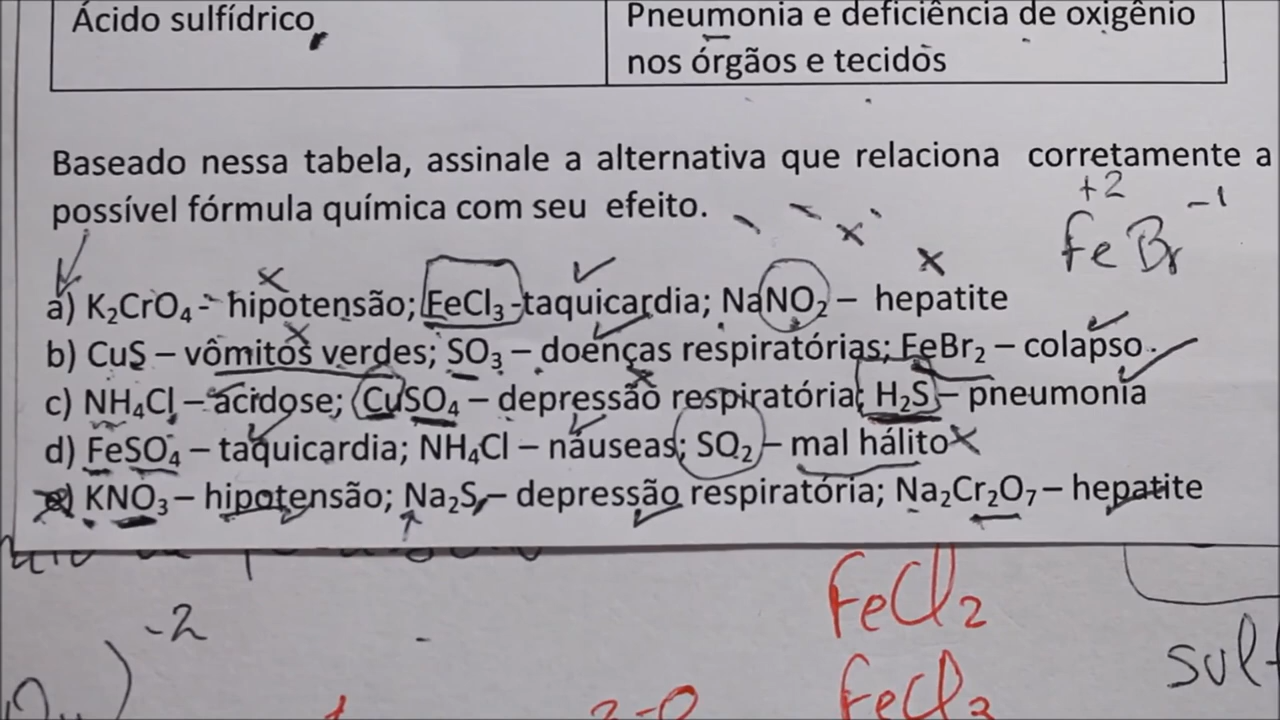 Ácido sulfídrico
Pneumonia e deficiência de oxigênio
nos órgãos e tecidos
Baseado nessa tabela, assinale a alternativa que relaciona corretamente a
possível fórmula química com seu efeito.
+2 -1
Fe Br
a) K₂CrO₄ - hipotensão; FeCl₃ -taquicardia; NaNO₂ – hepatite
b) CuS – vômitos verdes; SO₃ – doenças respiratórias; FeBr₂ – colapso.
c) NH₄Cl – acidose; CuSO₄ – depressão respiratória; H₂S – pneumonia
d) FeSO₄ – taquicardia; NH₄Cl – náuseas; SO₂ – mal hálito
e) KNO₃ – hipotensão; Na₂S – depressão respiratória; Na₂Cr₂O₇ – hepatite
FeCl₂
-2
sulf
FeCl₃